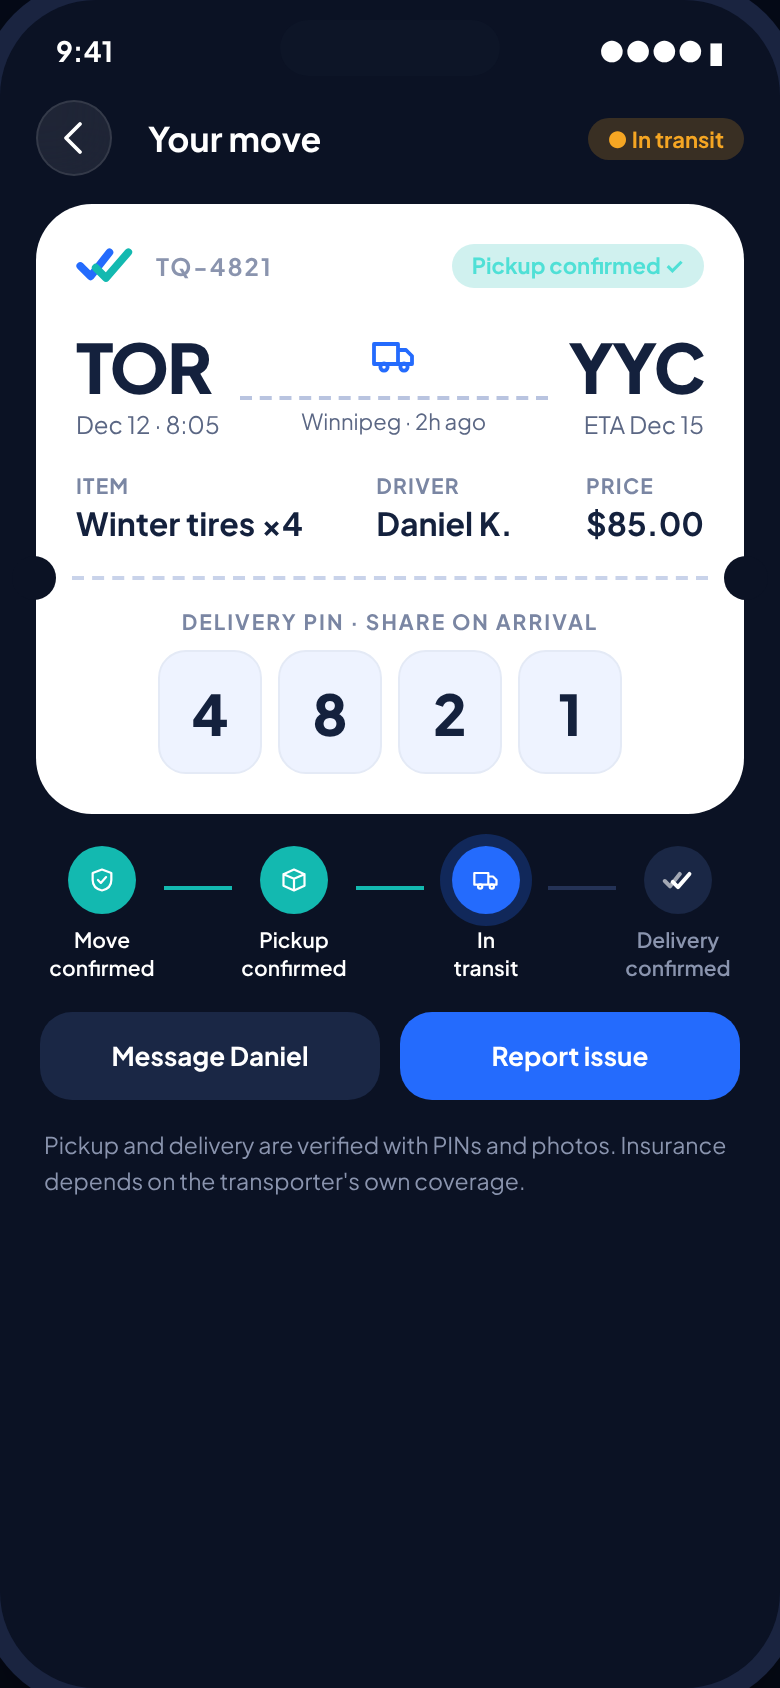 9:41
Your move
In transit
TQ-4821
Pickup confirmed ✓
TOR
YYC
Dec 12 · 8:05
Winnipeg · 2h ago
ETA Dec 15
ITEM
DRIVER
PRICE
Winter tires ×4
Daniel K.
$85.00
DELIVERY PIN · SHARE ON ARRIVAL
4 8 2 1
Move
confirmed
Pickup
confirmed
In
transit
Delivery
confirmed
Message Daniel
Report issue
Pickup and delivery are verified with PINs and photos. Insurance
depends on the transporter's own coverage.